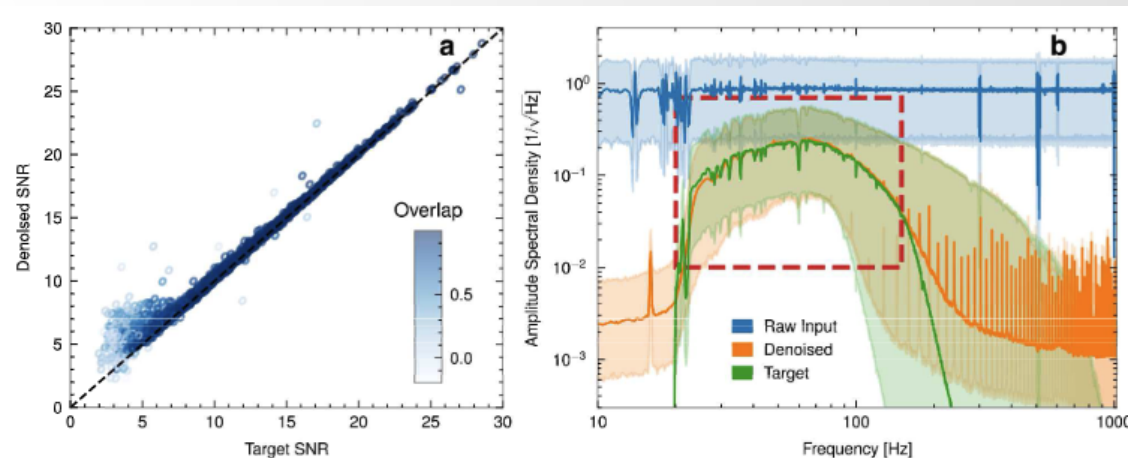 a
Denoised SNR
30
25
20
15
10
5
0
0 5 10 15 20 25 30
Target SNR
Overlap
0.5
0.0
b
Amplitude Spectral Density [1/√Hz]
10⁰
10⁻¹
10⁻²
10⁻³
Raw Input
Denoised
Target
10 100 1000
Frequency [Hz]